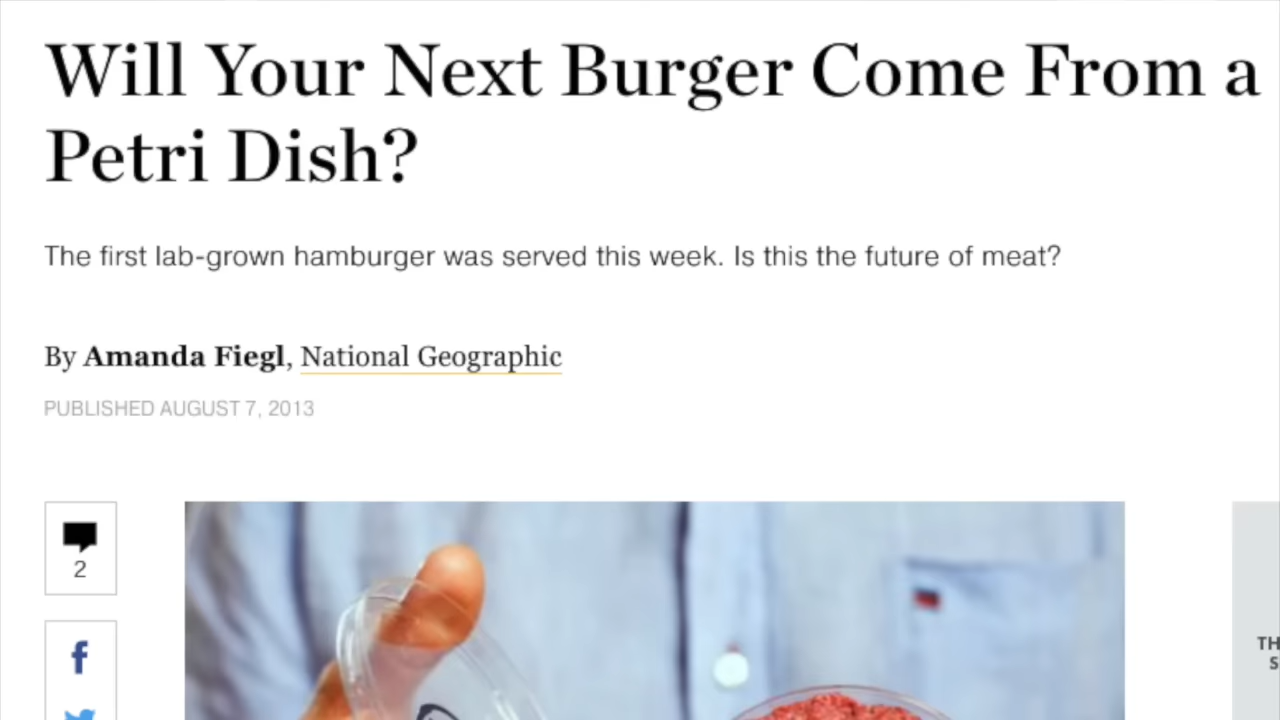 Will Your Next Burger Come From a
Petri Dish?
The first lab-grown hamburger was served this week. Is this the future of meat?
By Amanda Fiegl, National Geographic
PUBLISHED AUGUST 7, 2013
2
f
TH
S